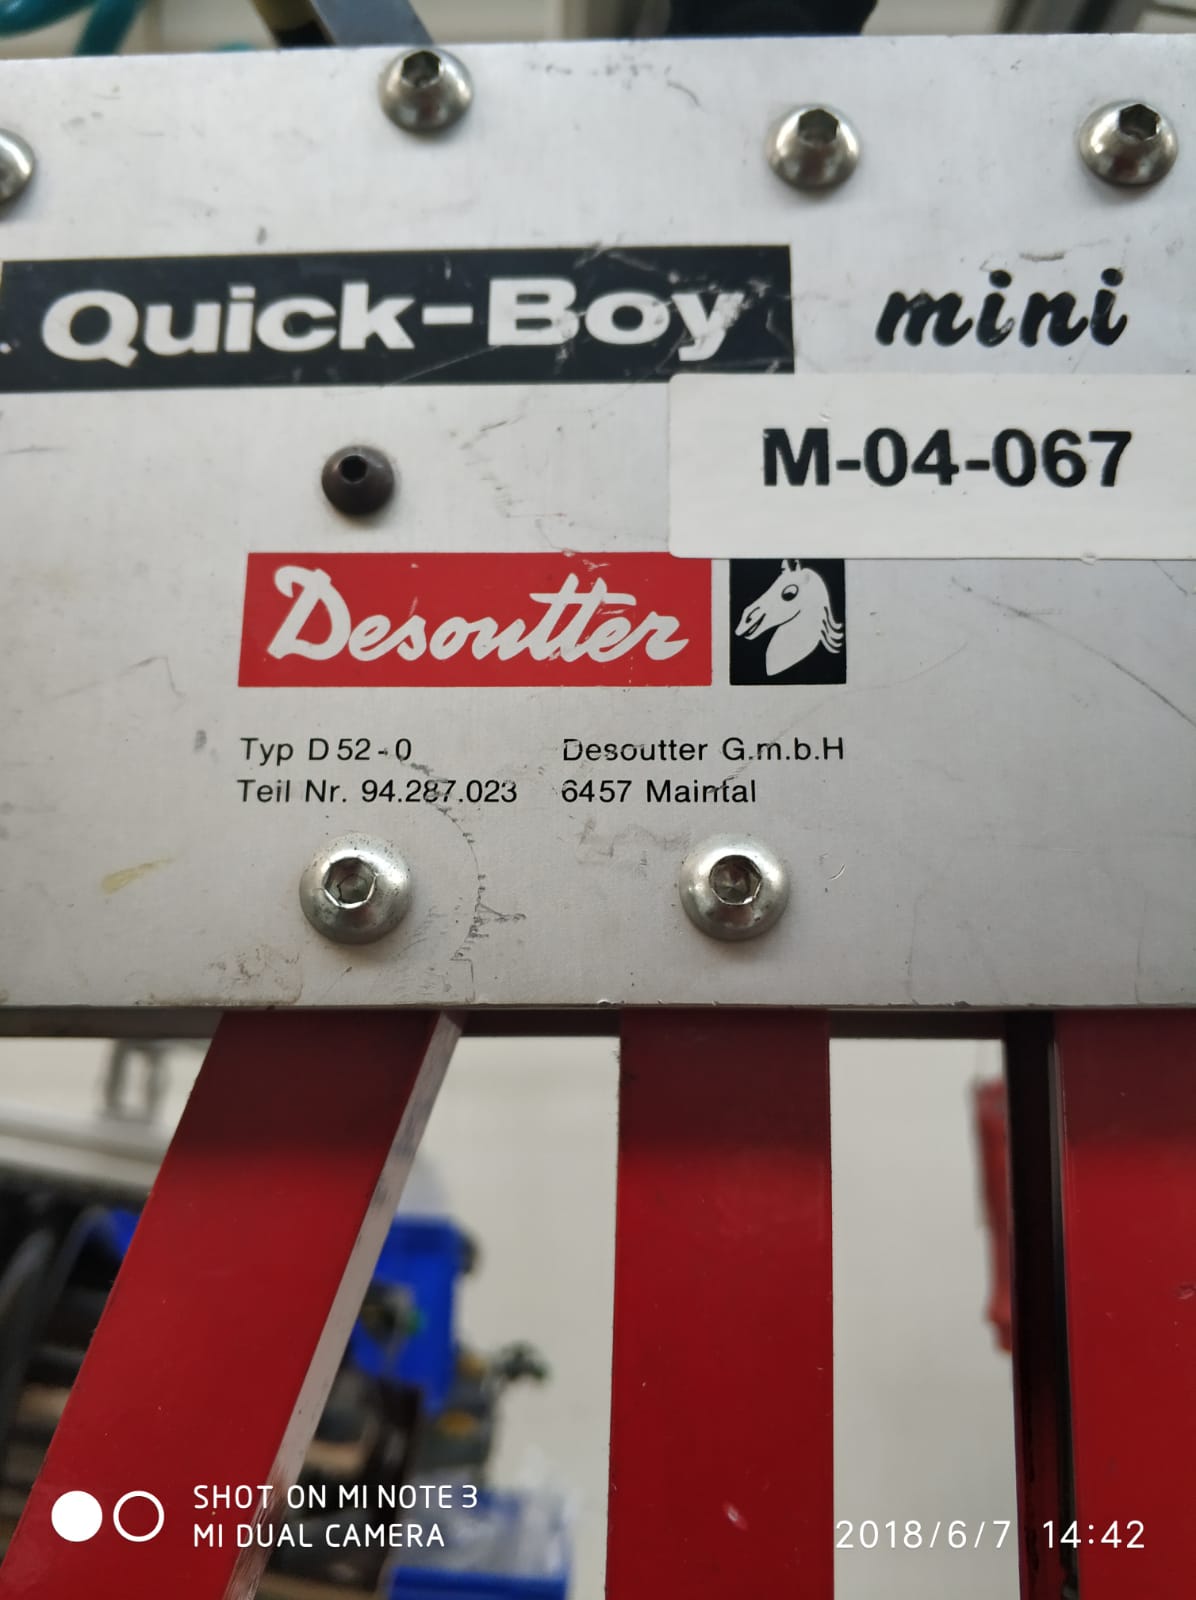 Quick-Boy mini
M-04-067
Desoutter
Typ D 52-0 Desoutter G.m.b.H
Teil Nr. 94.287.023 6457 Maintal
SHOT ON MI NOTE 3
MI DUAL CAMERA
2018/6/7 14:42